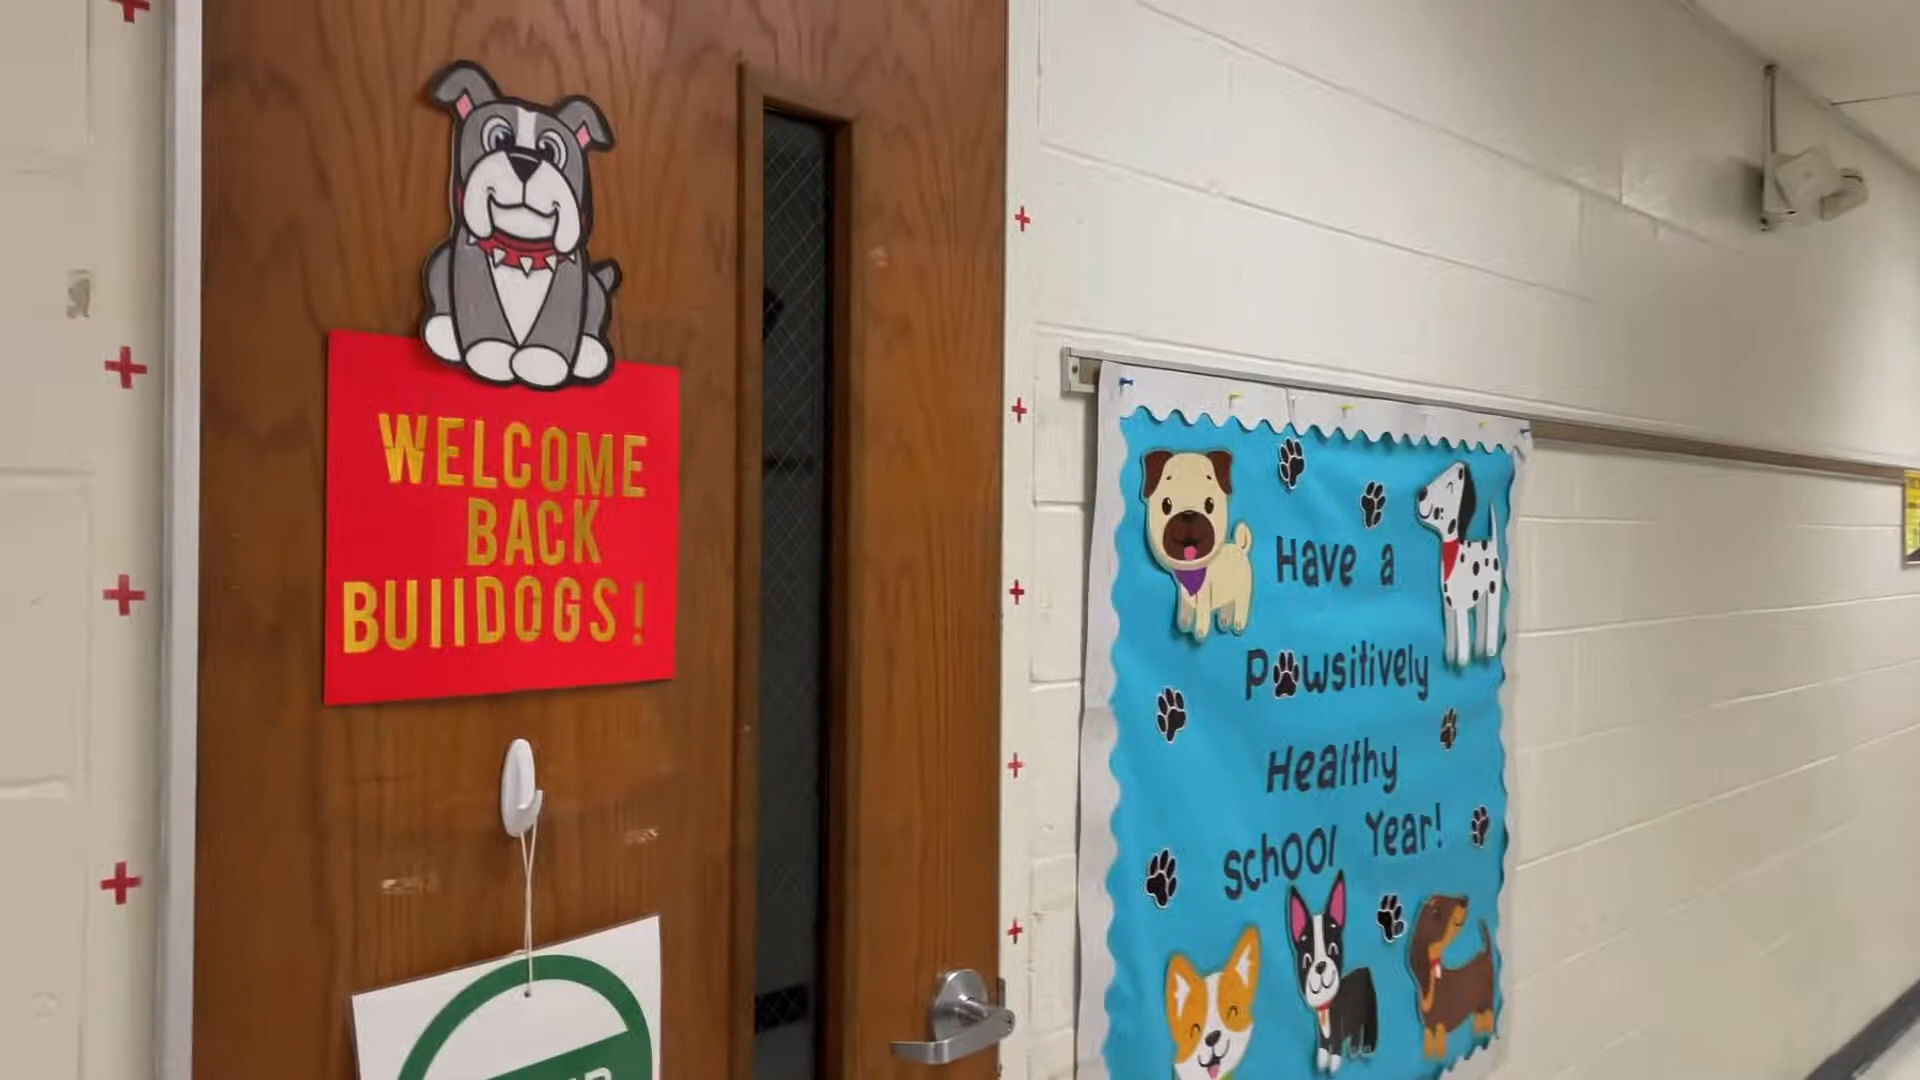 WELCOME
BACK
BUIIDOGS!
Have a
pawsitively
Healthy
school Year!